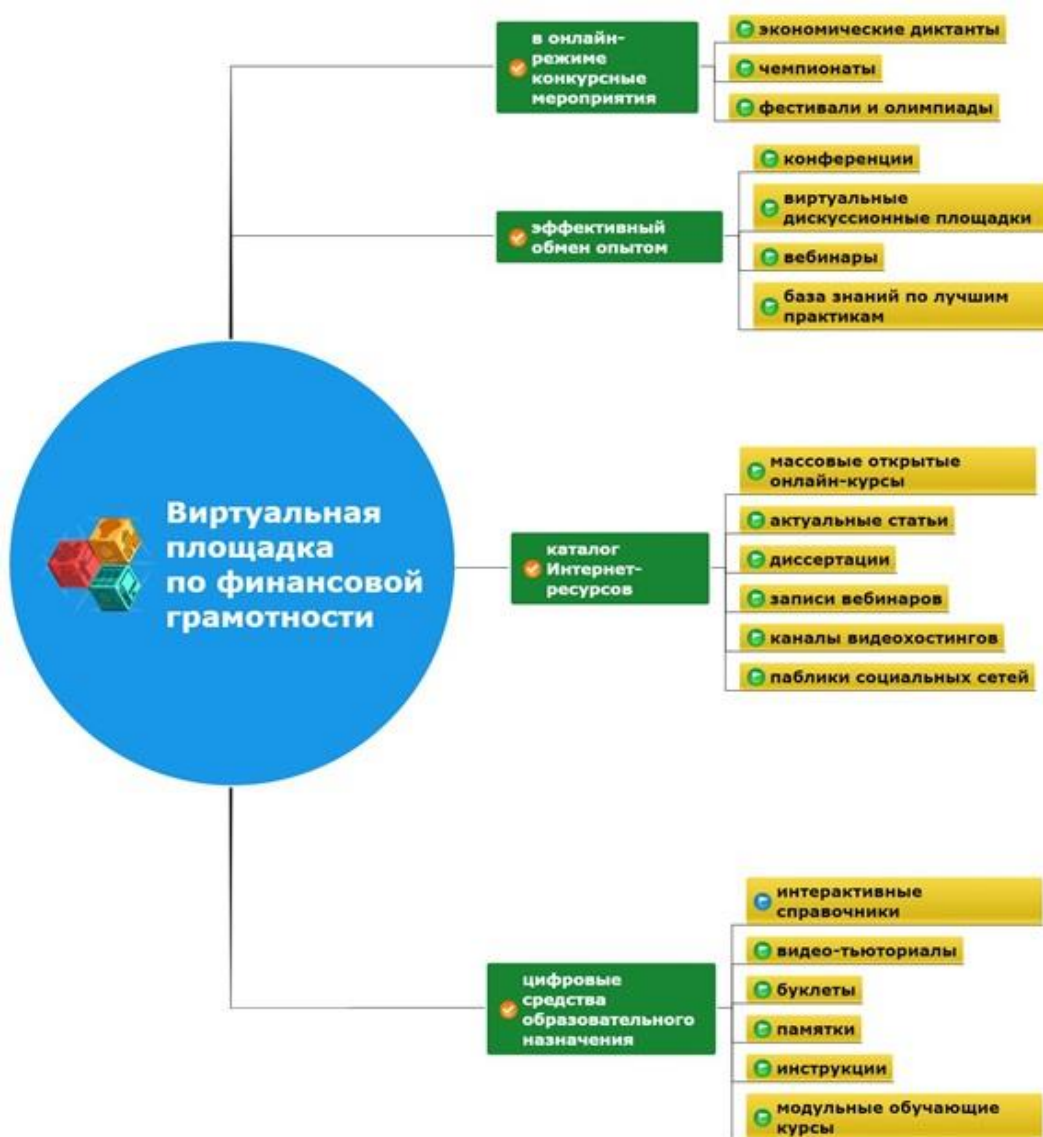 в онлайн-
режиме
конкурсные
мероприятия
экономические диктанты
чемпионаты
фестивали и олимпиады
эффективный
обмен опытом
конференции
виртуальные
дискуссионные площадки
вебинары
база знаний по лучшим
практикам
Виртуальная
площадка
по финансовой
грамотности
каталог
Интернет-
ресурсов
массовые открытые
онлайн-курсы
актуальные статьи
диссертации
записи вебинаров
каналы видеохостингов
паблики социальных сетей
цифровые
средства
образовательного
назначения
интерактивные
справочники
видео-тьюториалы
буклеты
памятки
инструкции
модульные обучающие
курсы